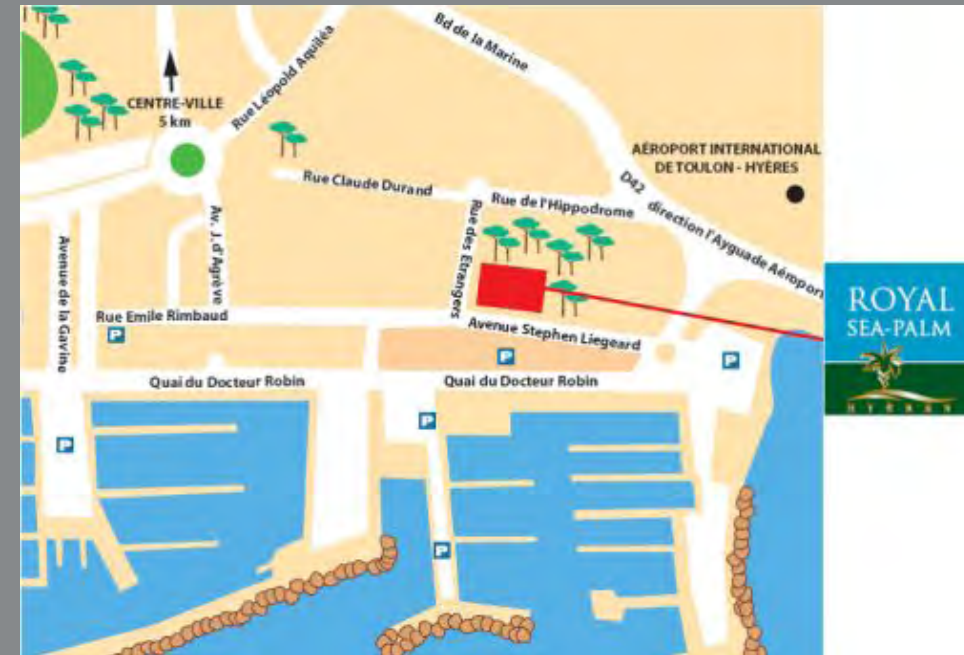 Bd de la Marine
CENTRE-VILLE
5 km
Rue Léopold Aquiléa
AÉROPORT INTERNATIONAL
DE TOULON - HYÈRES
Rue Claude Durand
Rue de l'Hippodrome
D42 direction l'Ayguade Aéroport
Avenue de la Gavine
Av. J. d'Agrève
Rue des Etrangers
ROYAL
SEA-PALM
HYÈRES
Rue Emile Rimbaud
Avenue Stephen Liegeard
P
P
P
Quai du Docteur Robin
Quai du Docteur Robin
P
P
P